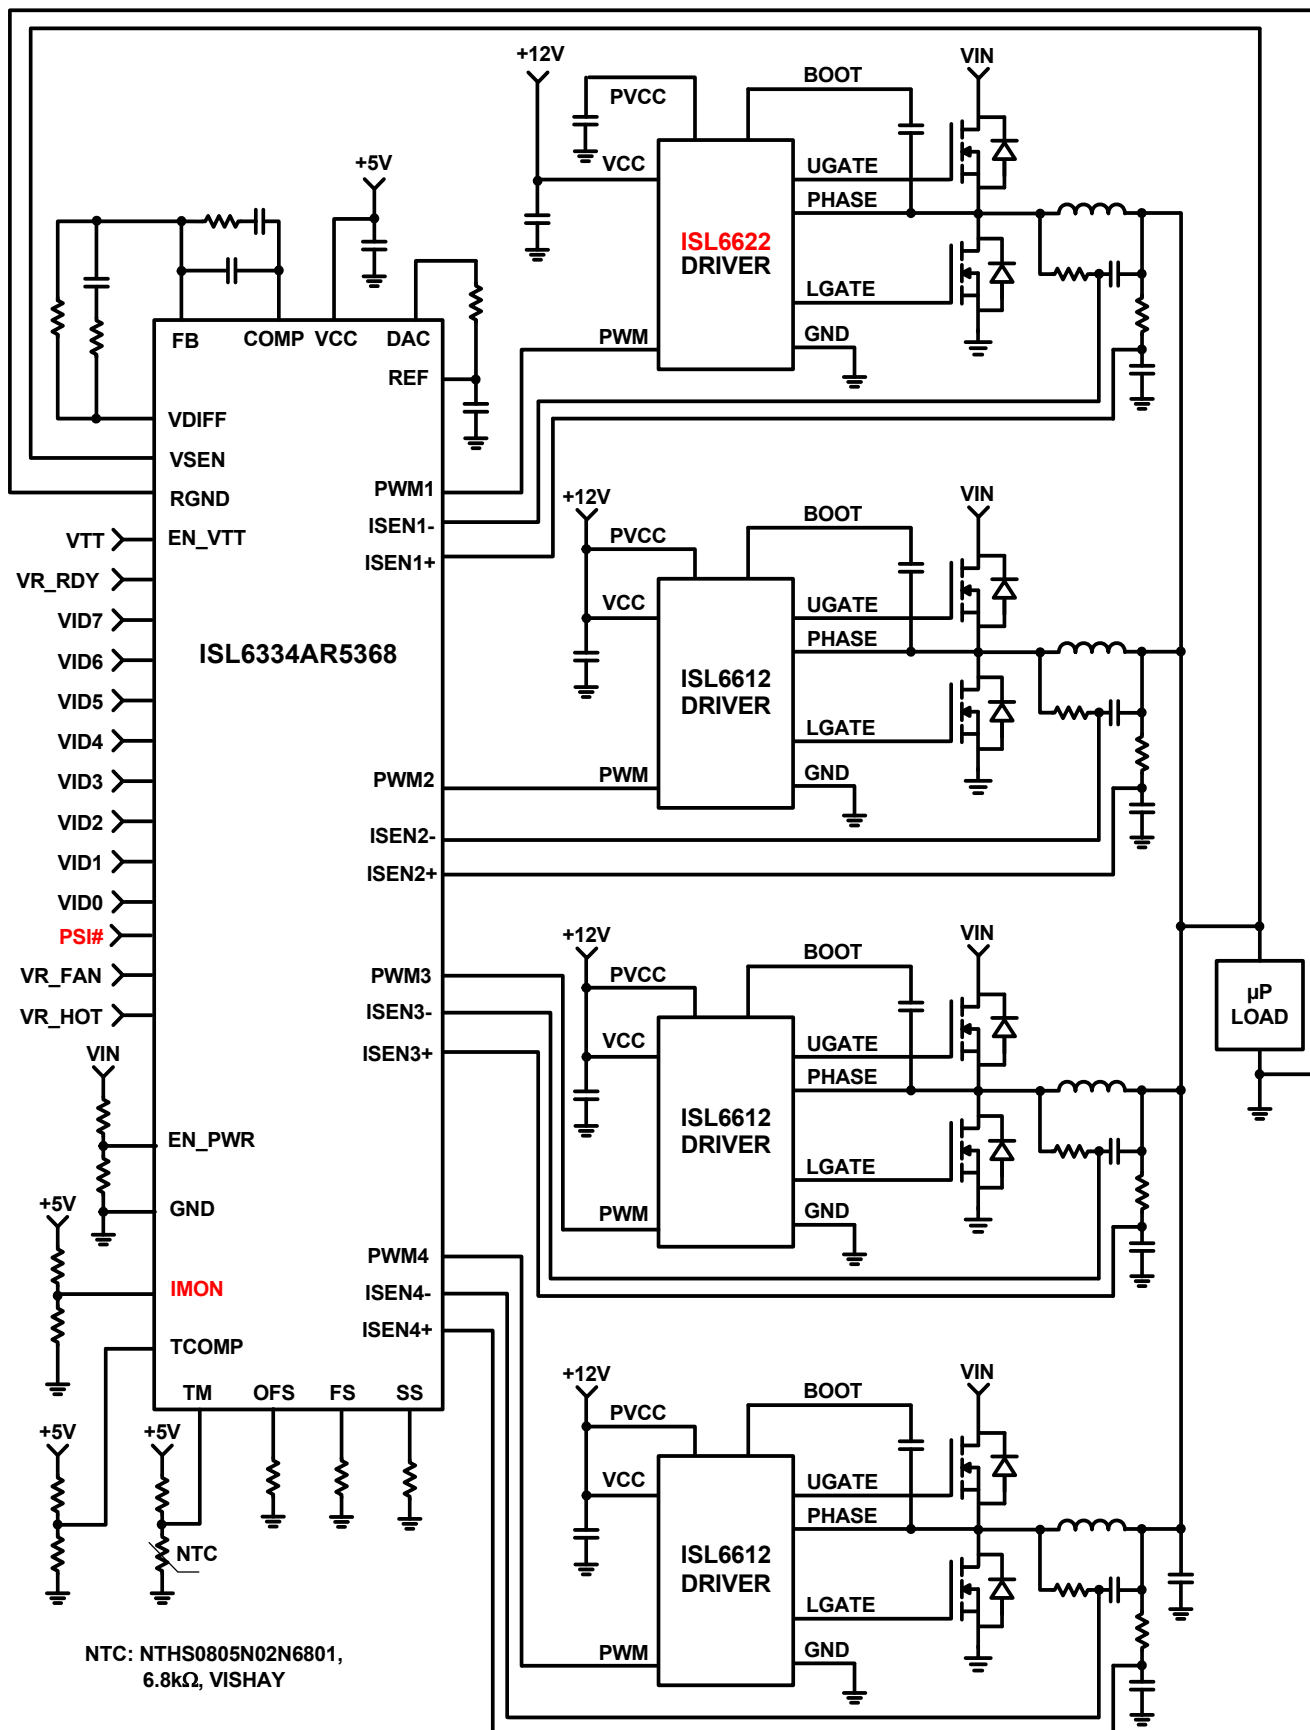 +12V
PVCC
BOOT
VIN
VCC
UGATE
PHASE
ISL6622
DRIVER
LGATE
GND
PWM
+5V
FB
COMP
VCC
DAC
REF
VDIFF
VSEN
RGND
EN_VTT
PWM1
ISEN1-
ISEN1+
VTT
VR_RDY
VID7
VID6
VID5
VID4
VID3
VID2
VID1
VID0
PSI#
VR_FAN
VR_HOT
ISL6334AR5368
+12V
PVCC
BOOT
VIN
VCC
UGATE
PHASE
ISL6612
DRIVER
LGATE
GND
PWM
PWM2
ISEN2-
ISEN2+
+12V
PVCC
BOOT
VIN
VCC
UGATE
PHASE
ISL6612
DRIVER
LGATE
GND
PWM
PWM3
ISEN3-
ISEN3+
µP
LOAD
VIN
EN_PWR
GND
+5V
IMON
TCOMP
PWM4
ISEN4-
ISEN4+
TM
OFS
FS
SS
+5V
+5V
NTC
+12V
PVCC
BOOT
VIN
VCC
UGATE
PHASE
ISL6612
DRIVER
LGATE
GND
PWM
NTC: NTHS0805N02N6801,
6.8kΩ, VISHAY